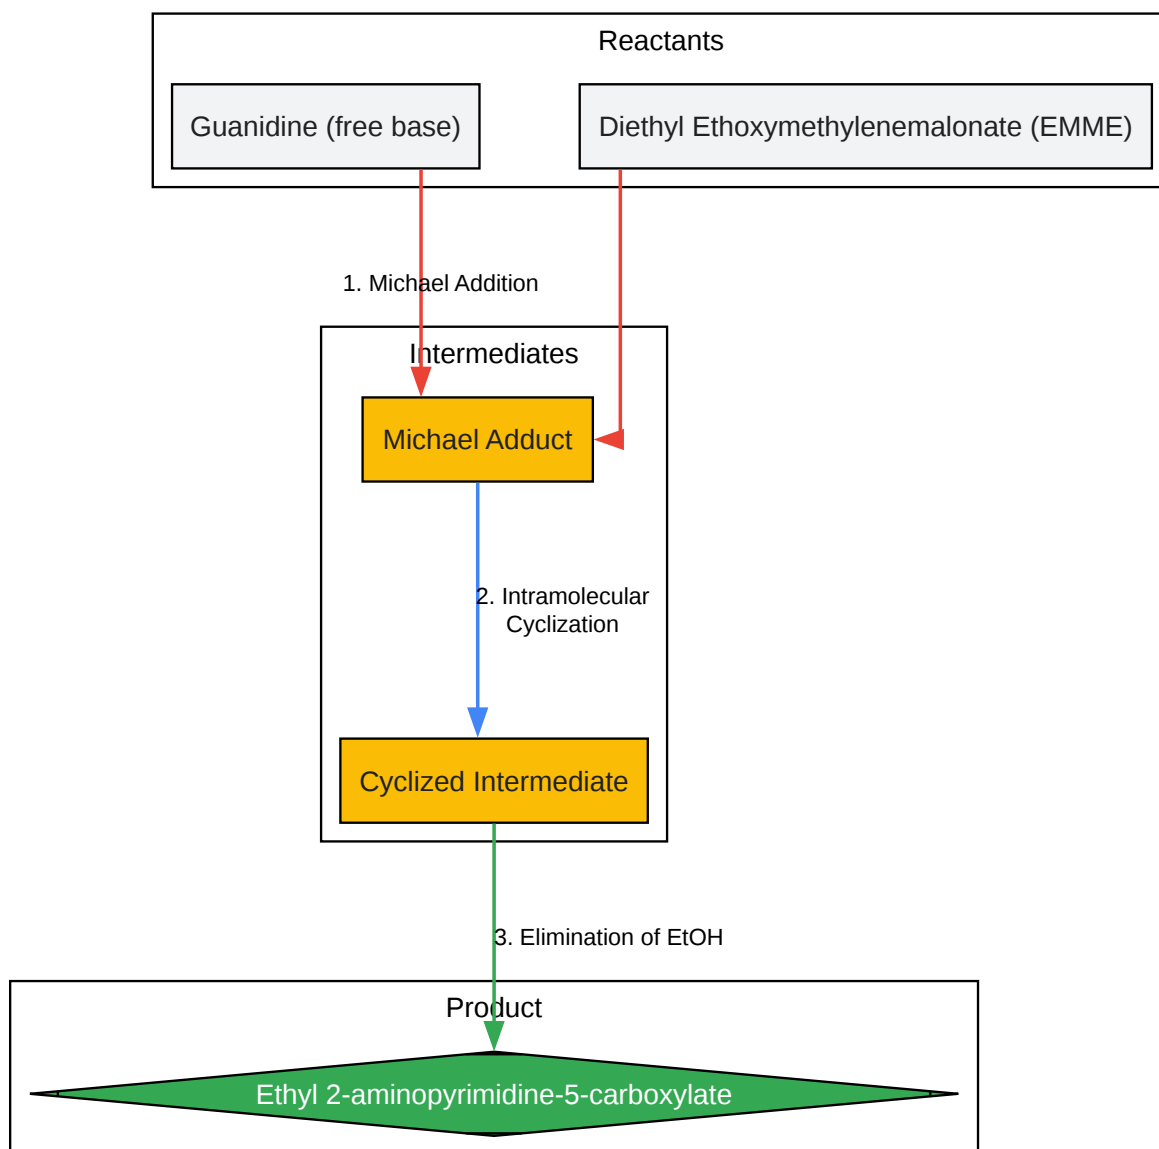 Reactants
Guanidine (free base)
Diethyl Ethoxymethylenemalonate (EMME)
1. Michael Addition
Intermediates
Michael Adduct
2. Intramolecular
Cyclization
Cyclized Intermediate
3. Elimination of EtOH
Product
Ethyl 2-aminopyrimidine-5-carboxylate